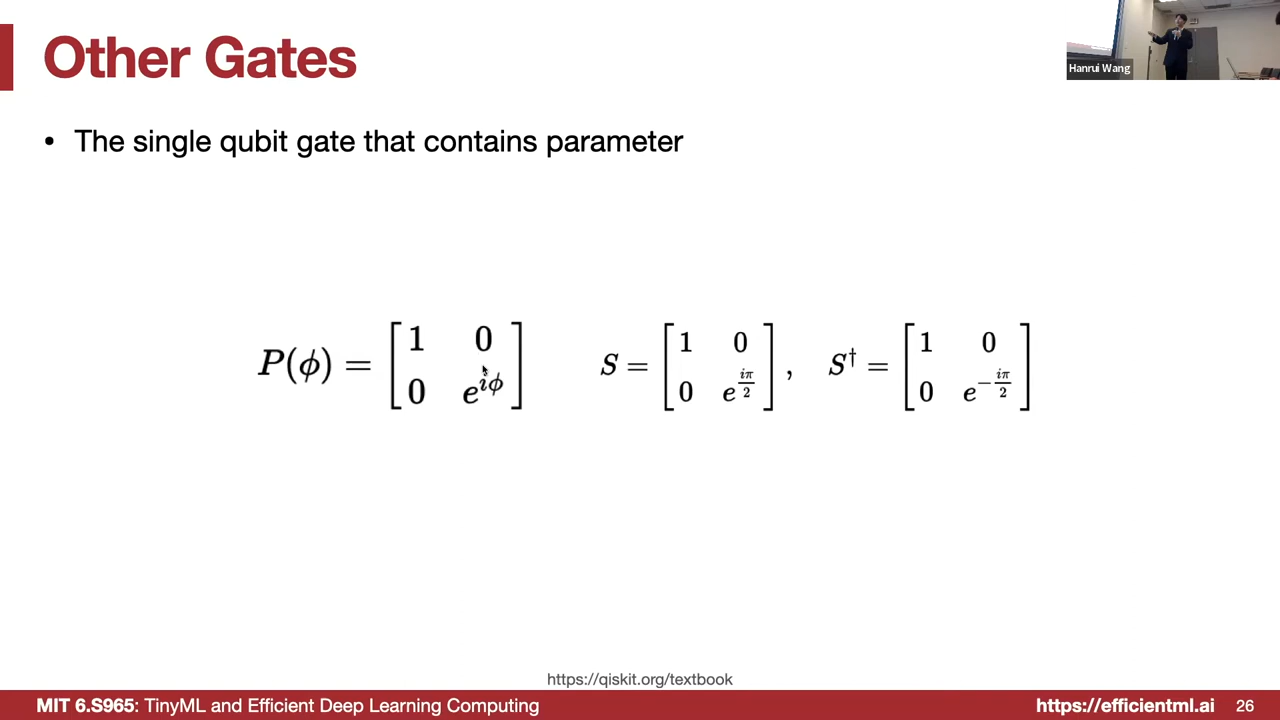 Other Gates
Hanrui Wang
• The single qubit gate that contains parameter
P(ϕ) = [ 1 0 ; 0 e^{iϕ} ] S = [ 1 0 ; 0 e^{iπ/2} ] , S† = [ 1 0 ; 0 e^{-iπ/2} ]
https://qiskit.org/textbook
MIT 6.S965: TinyML and Efficient Deep Learning Computing https://efficientml.ai 26